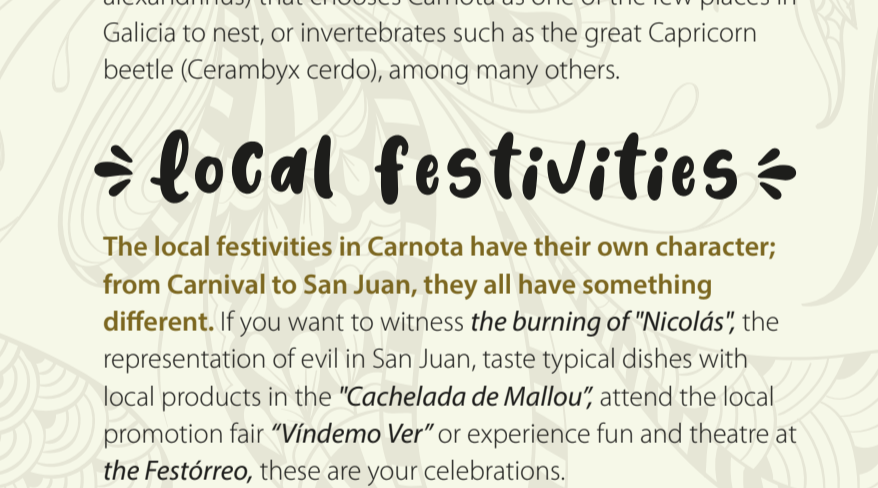 Galicia to nest, or invertebrates such as the great Capricorn
beetle (Cerambyx cerdo), among many others.
local festivities
The local festivities in Carnota have their own character;
from Carnival to San Juan, they all have something
different. If you want to witness the burning of "Nicolás", the
representation of evil in San Juan, taste typical dishes with
local products in the "Cachelada de Mallou”, attend the local
promotion fair “Víndemo Ver” or experience fun and theatre at
the Festórreo, these are your celebrations.